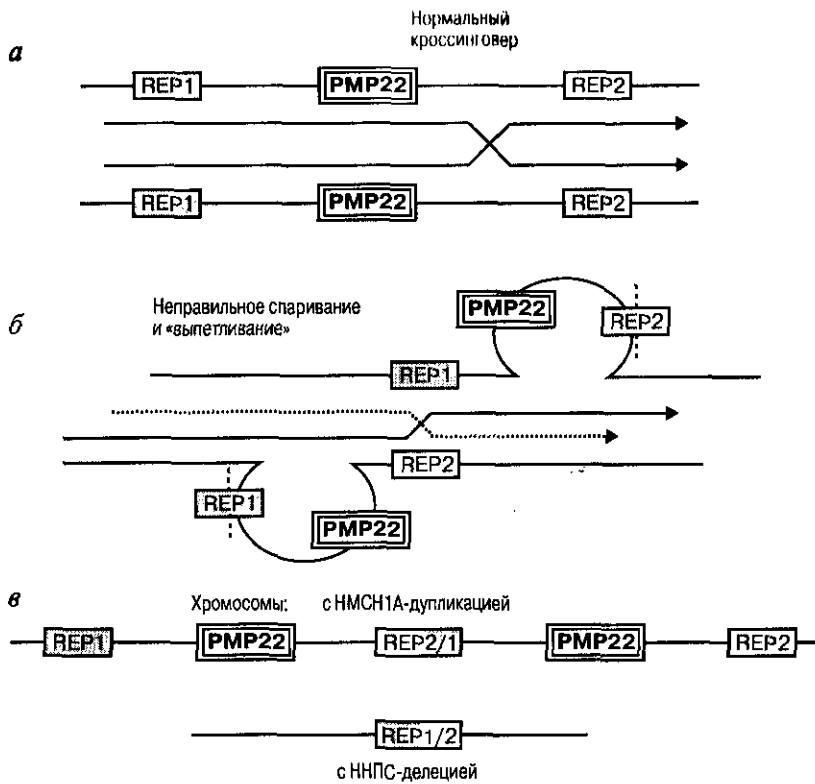 Нормальный
кроссинговер
а
REP1 PMP22 REP2
REP1 PMP22 REP2
Неправильное спаривание
и «выпетливание»
б
PMP22 REP2
REP1
REP2
REP1
PMP22
в
Хромосомы: с НМСН1А-дупликацией
REP1 PMP22 REP2/1 PMP22 REP2
REP1/2
с ННПС-делецией